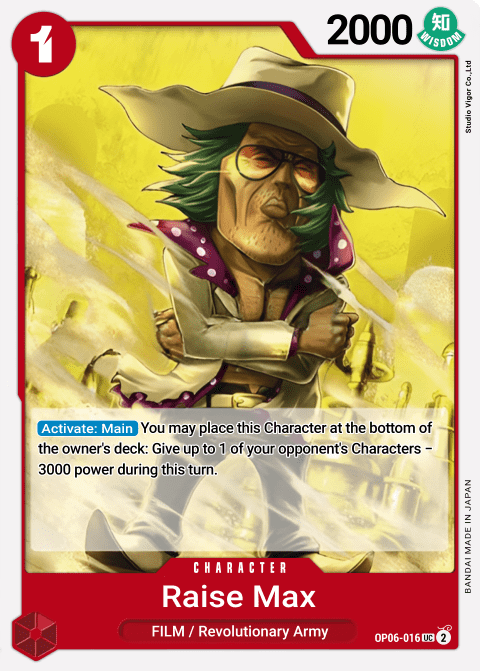 1
2000
知
WISDOM
Studio Vigor Co.,Ltd
Activate: Main You may place this Character at the bottom of
the owner's deck: Give up to 1 of your opponent's Characters −
3000 power during this turn.
BANDAI MADE IN JAPAN
CHARACTER
Raise Max
FILM / Revolutionary Army
OP06-016 UC 2